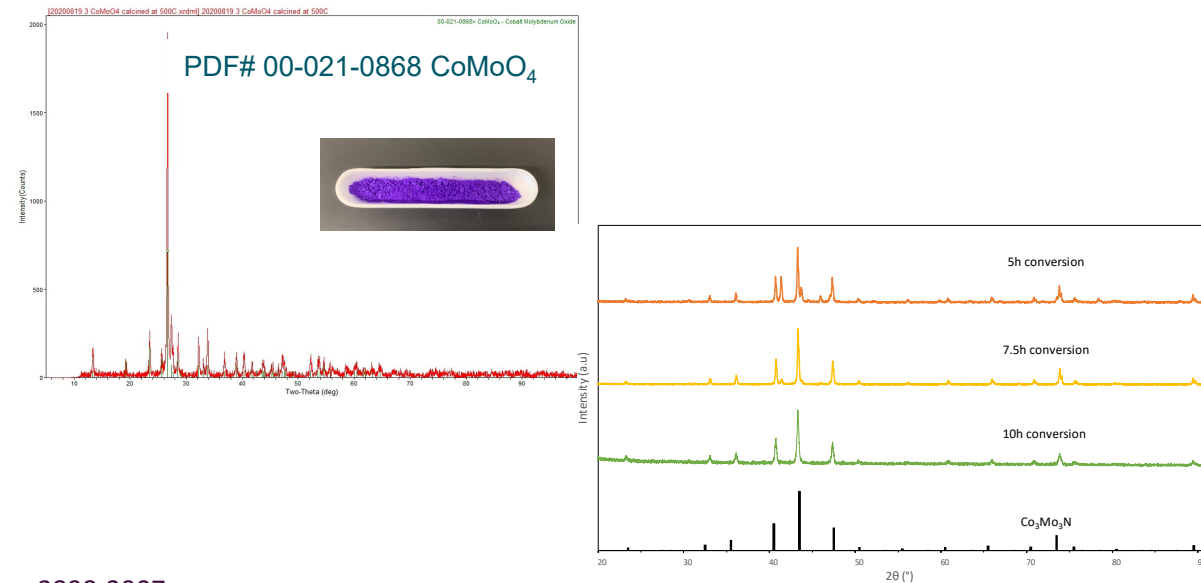 [20200819 3 CoMoO4 calcined at 500C.xrdml] 20200819 3 CoMoO4 calcined at 500C
00-021-0868> CoMoO₄ - Cobalt Molybdenum Oxide
PDF# 00-021-0868 CoMoO₄
2000
1500
1000
500
0
Intensity(Counts)
10 20 30 40 50 60 70 80 90
Two-Theta (deg)
5h conversion
7.5h conversion
10h conversion
Co₃Mo₃N
Intensity (a.u)
20 30 40 50 60 70 80 90
2θ (°)